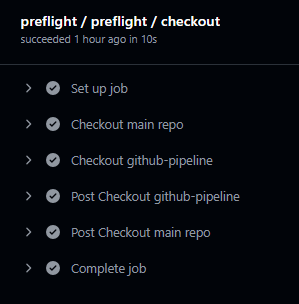 preflight / preflight / checkout
succeeded 1 hour ago in 10s
Set up job
Checkout main repo
Checkout github-pipeline
Post Checkout github-pipeline
Post Checkout main repo
Complete job